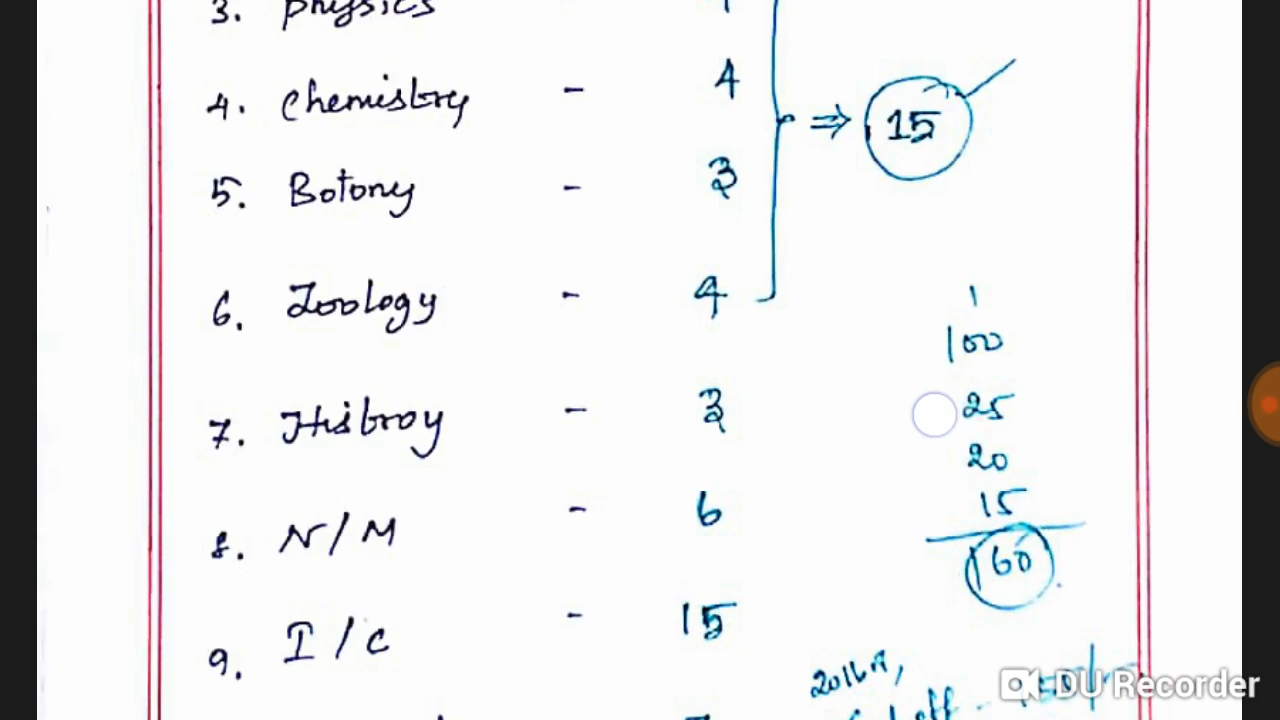 3. physics
4. chemistry - 4
5. Botony - 3
6. Zoology - 4
⇒ 15
7. Histroy - 3
8. N/M - 6
9. I/C - 15
1
100
25
20
15
160
2016
DU Recorder